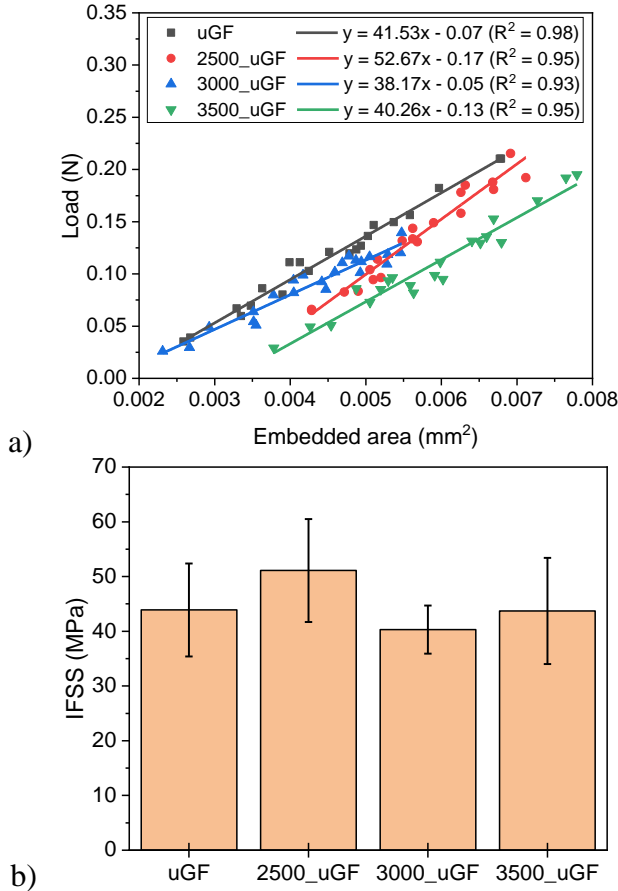 0.35
0.30
0.25
0.20
0.15
0.10
0.05
0.00
Load (N)
uGF y = 41.53x - 0.07 (R² = 0.98)
2500_uGF y = 52.67x - 0.17 (R² = 0.95)
3000_uGF y = 38.17x - 0.05 (R² = 0.93)
3500_uGF y = 40.26x - 0.13 (R² = 0.95)
0.002 0.003 0.004 0.005 0.006 0.007 0.008
Embedded area (mm²)
a)
70
60
50
40
30
20
10
0
IFSS (MPa)
uGF 2500_uGF 3000_uGF 3500_uGF
b)